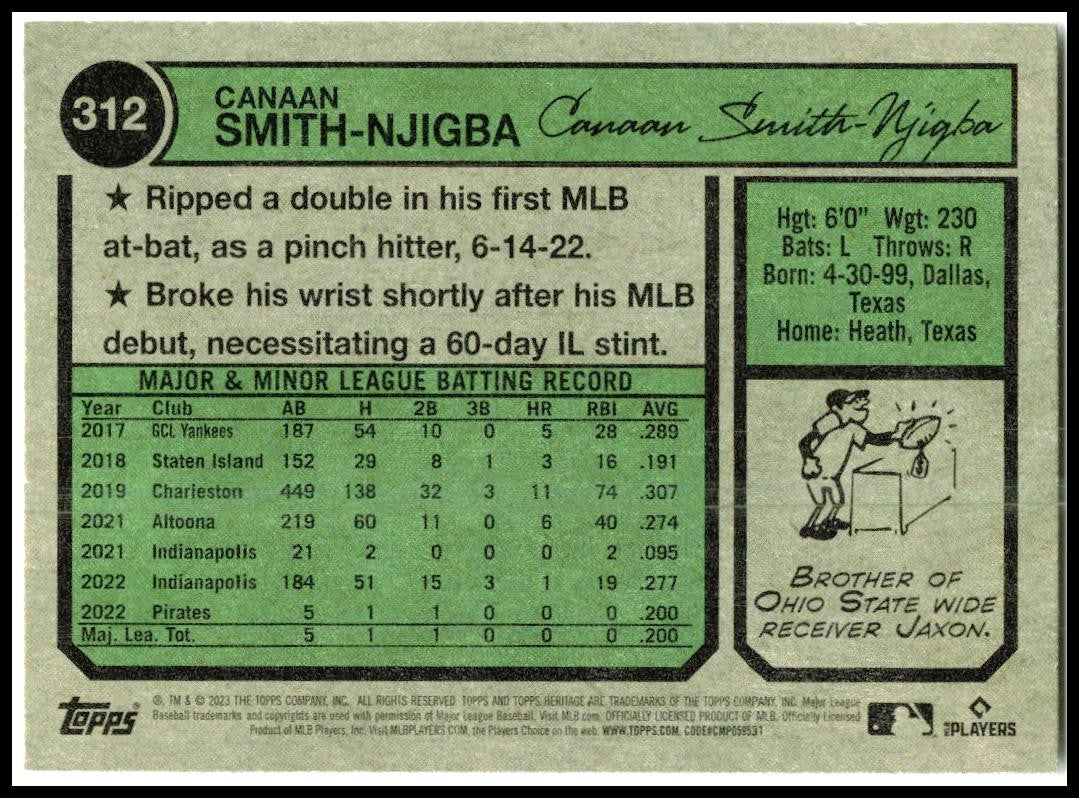 312
CANAAN
SMITH-NJIGBA
Canaan Smith-Njigba
★ Ripped a double in his first MLB
at-bat, as a pinch hitter, 6-14-22.
★ Broke his wrist shortly after his MLB
debut, necessitating a 60-day IL stint.
Hgt: 6'0" Wgt: 230
Bats: L Throws: R
Born: 4-30-99, Dallas,
Texas
Home: Heath, Texas
MAJOR & MINOR LEAGUE BATTING RECORD
Year Club AB H 2B 3B HR RBI AVG
2017 GCL Yankees 187 54 10 0 5 28 .289
2018 Staten Island 152 29 8 1 3 16 .191
2019 Charleston 449 138 32 3 11 74 .307
2021 Altoona 219 60 11 0 6 40 .274
2021 Indianapolis 21 2 0 0 0 2 .095
2022 Indianapolis 184 51 15 3 1 19 .277
2022 Pirates 5 1 1 0 0 0 .200
Maj. Lea. Tot. 5 1 1 0 0 0 .200
$
BROTHER OF
OHIO STATE WIDE
RECEIVER JAXON.
topps
®, TM & © 2023 THE TOPPS COMPANY, INC. ALL RIGHTS RESERVED. TOPPS AND TOPPS HERITAGE ARE TRADEMARKS OF THE TOPPS COMPANY, INC. Major League
Baseball trademarks and copyrights are used with permission of Major League Baseball. Visit MLB.com. OFFICIALLY LICENSED PRODUCT OF MLB. Officially Licensed
Product of MLB Players, Inc. Visit MLBPLAYERS.COM, the Players Choice on the web. WWW.TOPPS.COM. CODE#CMP059531
MLB PLAYERS